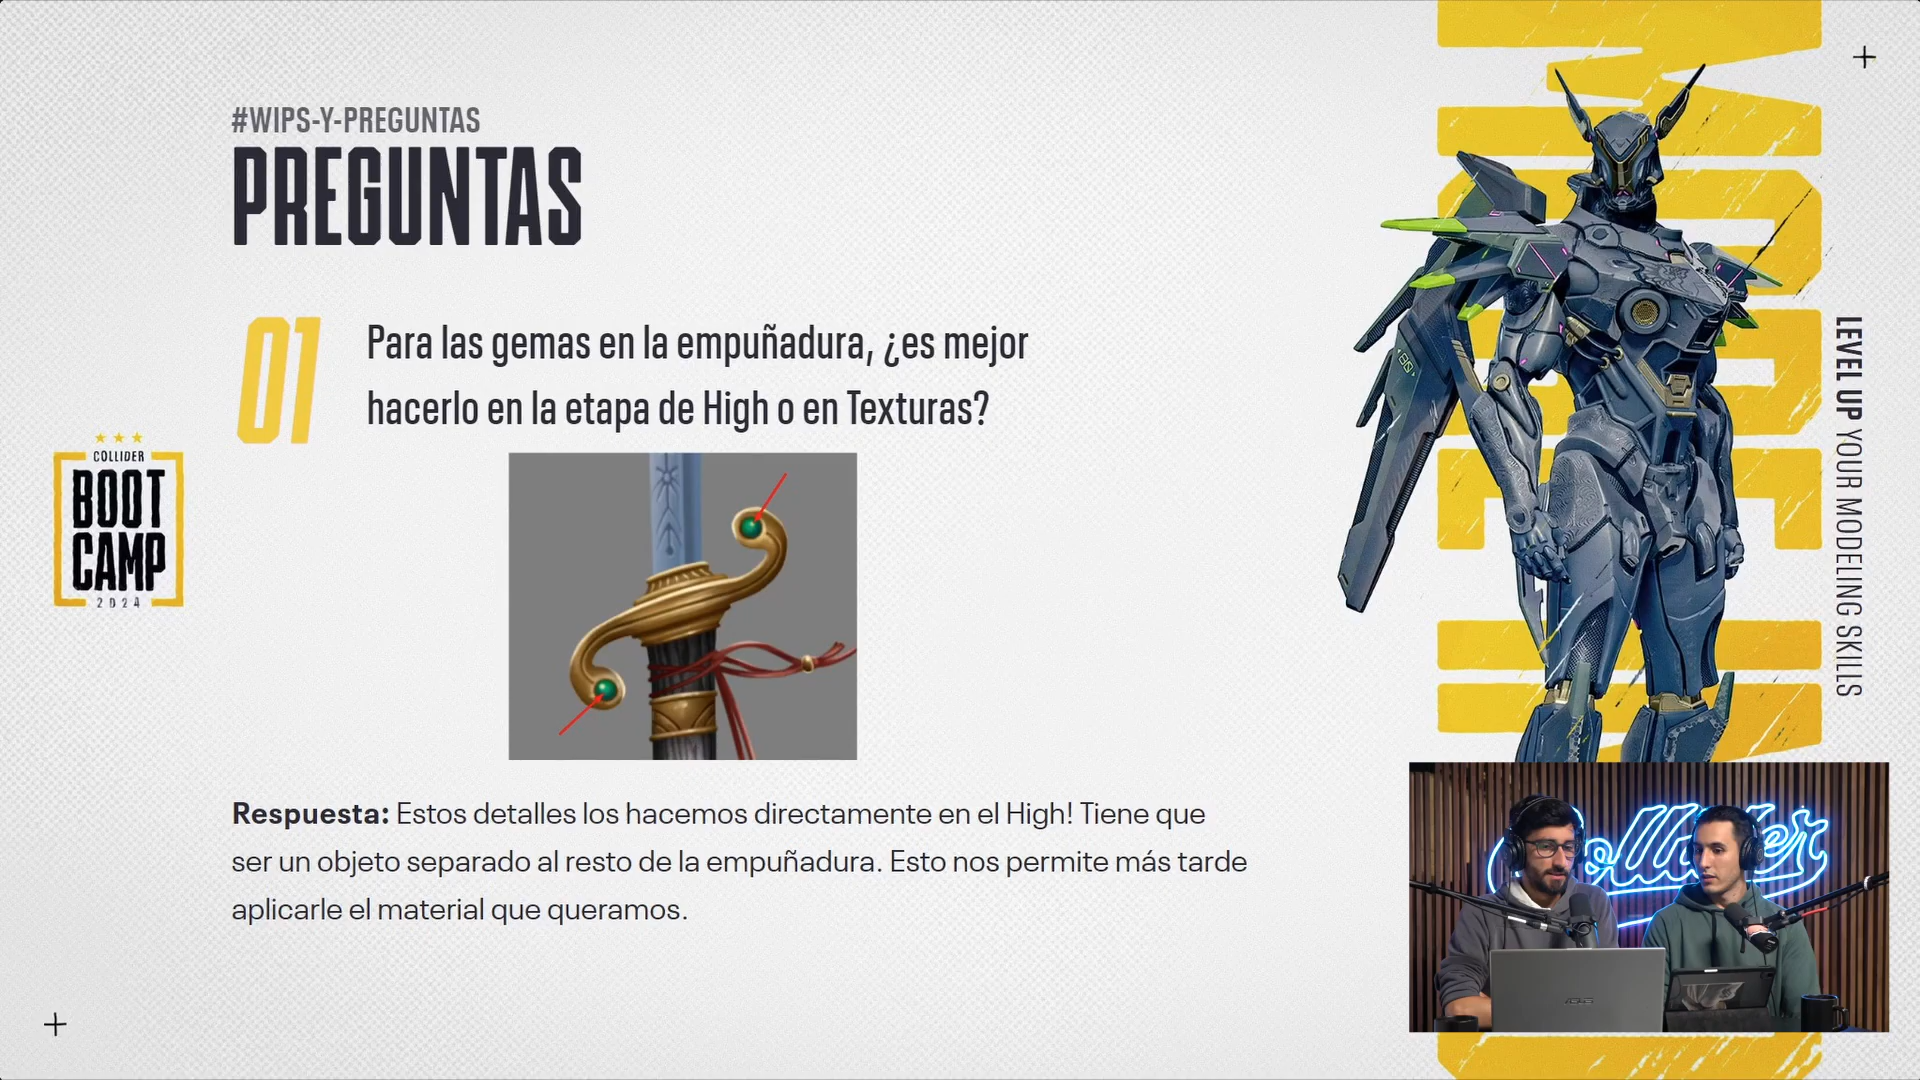 #WIPS-Y-PREGUNTAS
PREGUNTAS
01
Para las gemas en la empuñadura, ¿es mejor
hacerlo en la etapa de High o en Texturas?
COLLIDER
BOOT
CAMP
2024
Respuesta: Estos detalles los hacemos directamente en el High! Tiene que
ser un objeto separado al resto de la empuñadura. Esto nos permite más tarde
aplicarle el material que queramos.
LEVEL UP YOUR MODELING SKILLS
Collider
ASUS